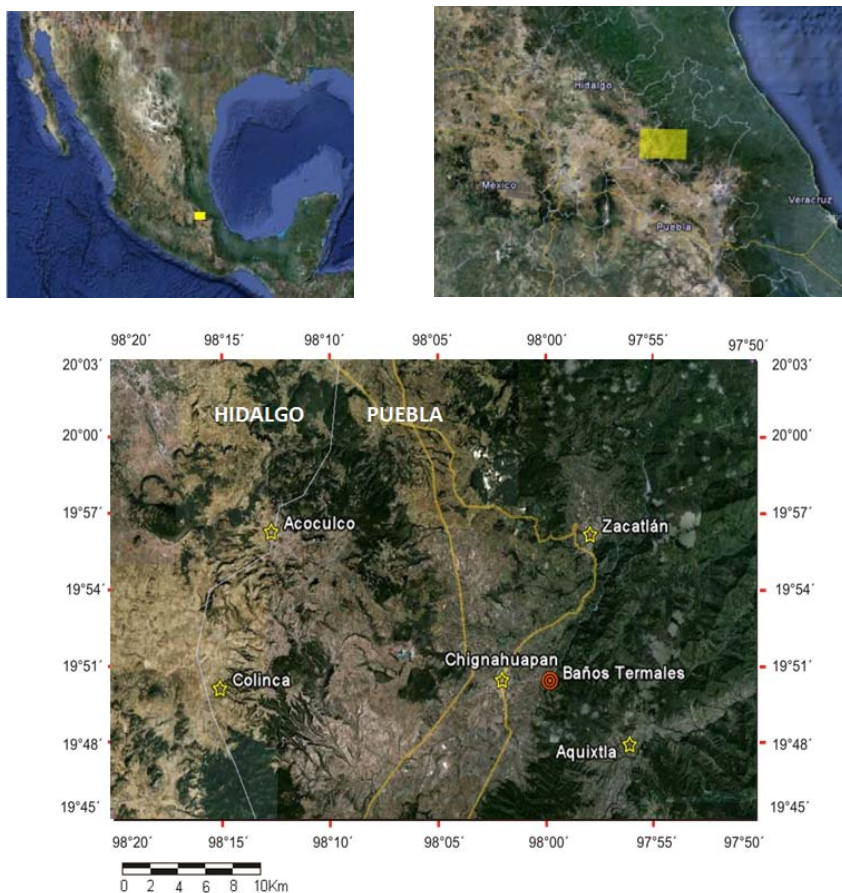 Hidalgo
México
Puebla
Veracruz
98°20´ 98°15´ 98°10´ 98°05´ 98°00´ 97°55´ 97°50´
20°03´ 20°03´
HIDALGO PUEBLA
20°00´ 20°00´
19°57´ 19°57´
Acoculco Zacatlán
19°54´ 19°54´
19°51´ Chignahuapan Baños Termales 19°51´
Colinca
19°48´ Aquixtla 19°48´
19°45´ 19°45´
98°20´ 98°15´ 98°10´ 98°05´ 98°00´ 97°55´ 97°50´
0 2 4 6 8 10Km